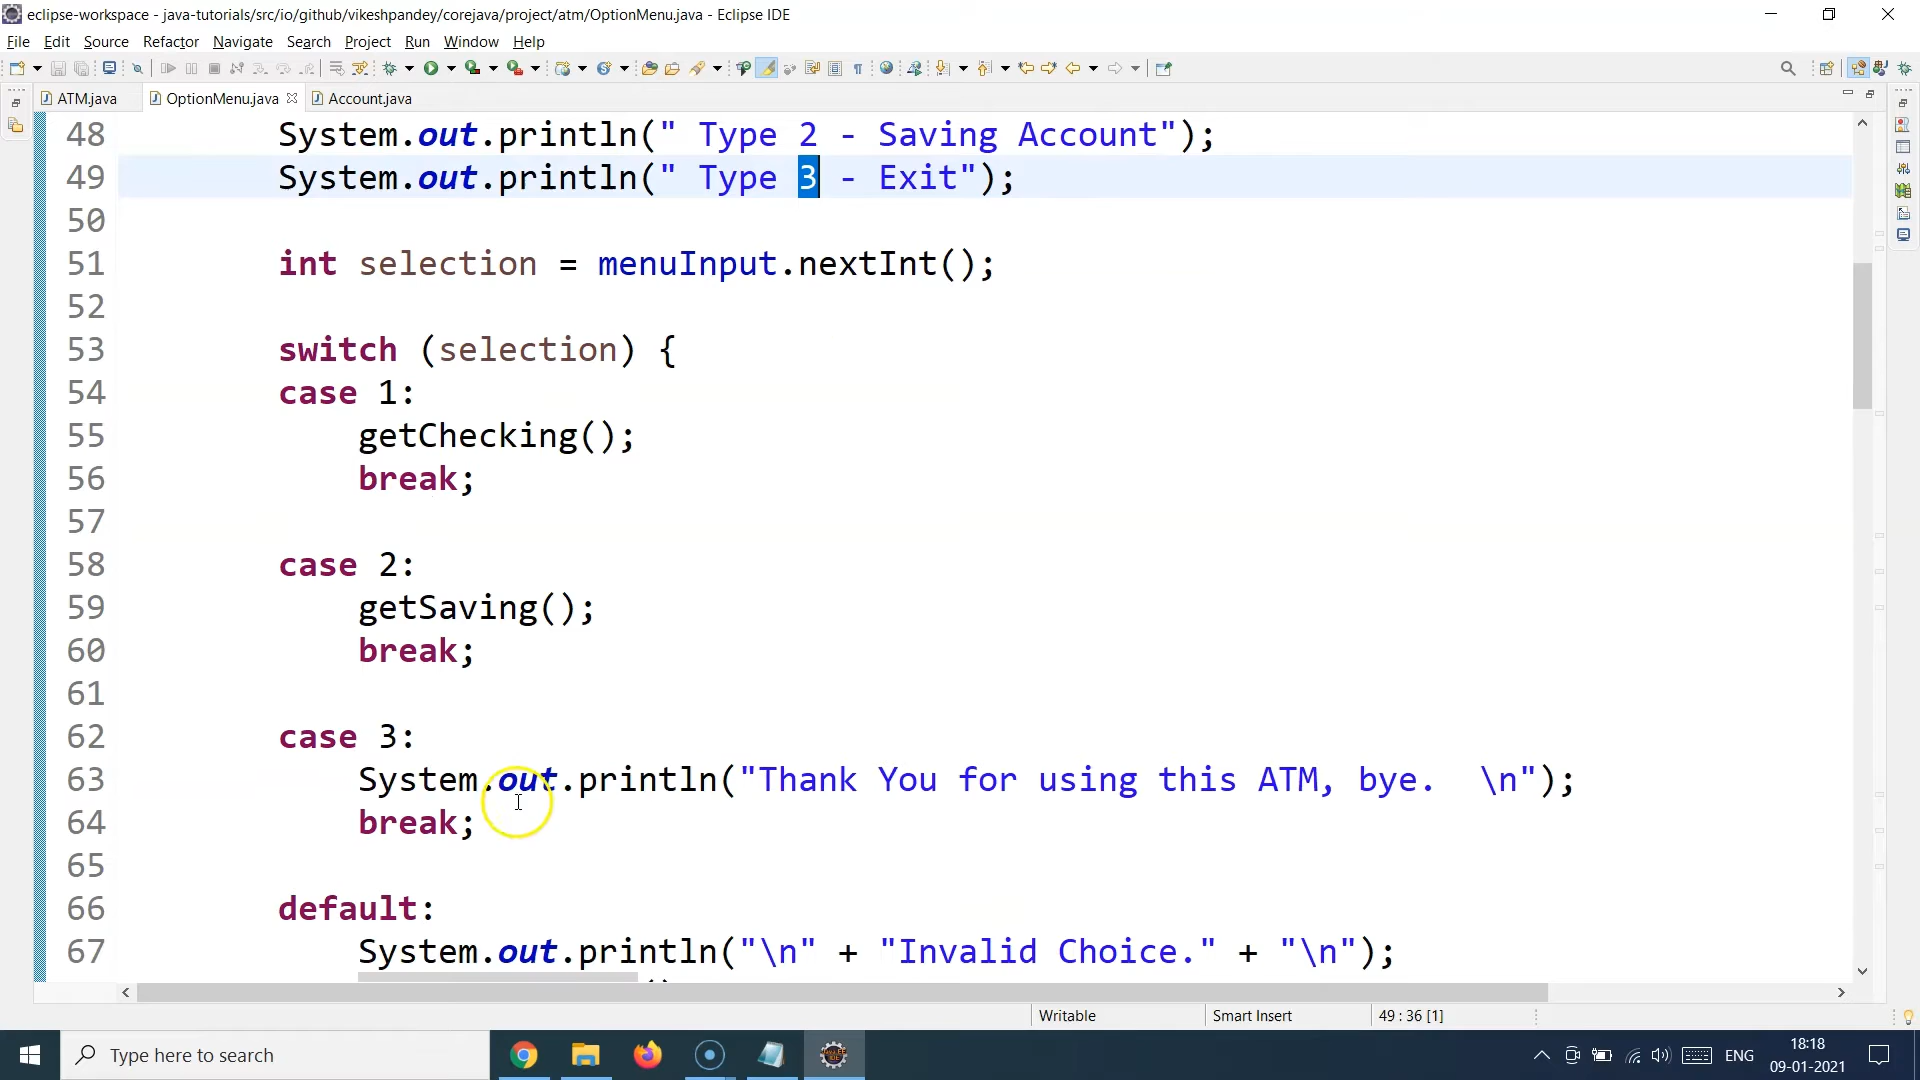 eclipse-workspace - java-tutorials/src/io/github/vikeshpandey/corejava/project/atm/OptionMenu.java - Eclipse IDE
File Edit Source Refactor Navigate Search Project Run Window Help
ATM.java OptionMenu.java Account.java
48 System.out.println(" Type 2 - Saving Account");
49 System.out.println(" Type 3 - Exit");
50
51 int selection = menuInput.nextInt();
52
53 switch (selection) {
54 case 1:
55 getChecking();
56 break;
57
58 case 2:
59 getSaving();
60 break;
61
62 case 3:
63 System.out.println("Thank You for using this ATM, bye.  \n");
64 break;
65
66 default:
67 System.out.println("\n" + "Invalid Choice." + "\n");
Writable Smart Insert 49 : 36 [1]
Type here to search
ENG
18:18
09-01-2021